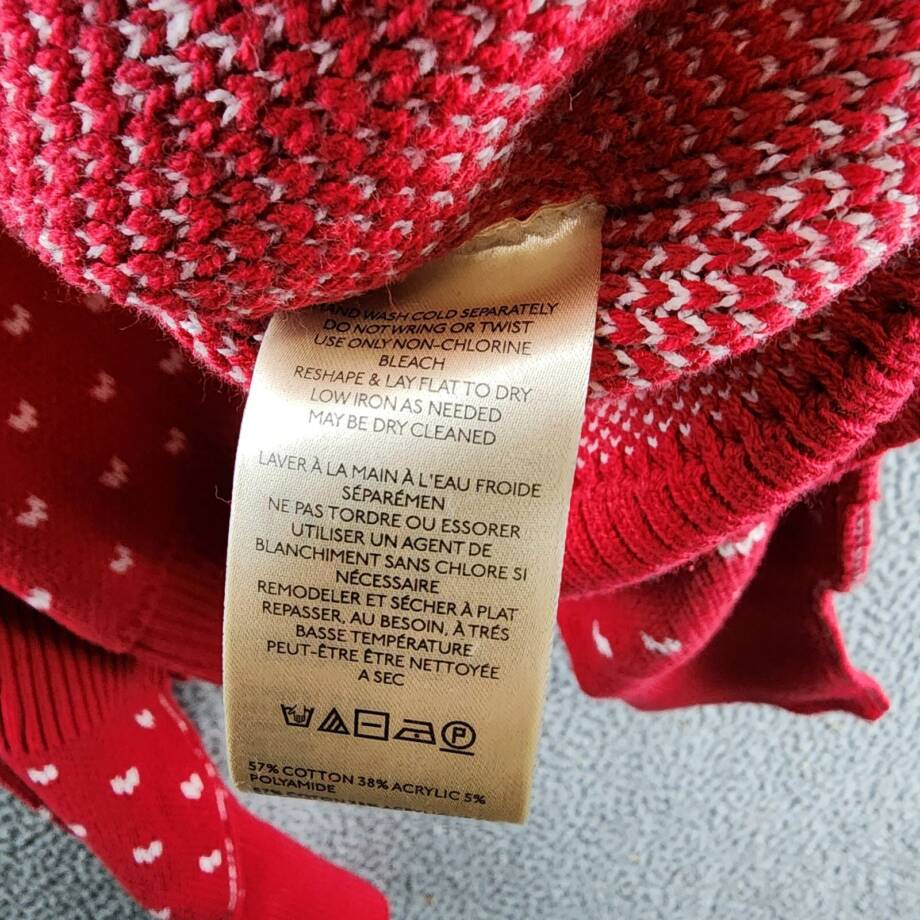 HAND WASH COLD SEPARATELY
DO NOT WRING OR TWIST
USE ONLY NON-CHLORINE
BLEACH
RESHAPE & LAY FLAT TO DRY
LOW IRON AS NEEDED
MAY BE DRY CLEANED
LAVER À LA MAIN À L'EAU FROIDE
SÉPARÉMEN
NE PAS TORDRE OU ESSORER
UTILISER UN AGENT DE
BLANCHIMENT SANS CHLORE SI
NÉCESSAIRE
REMODELER ET SÉCHER À PLAT
REPASSER, AU BESOIN, À TRÉS
BASSE TEMPÉRATURE
PEUT-ÊTRE ÊTRE NETTOYÉE
A SEC
P
57% COTTON 38% ACRYLIC 5%
POLYAMIDE